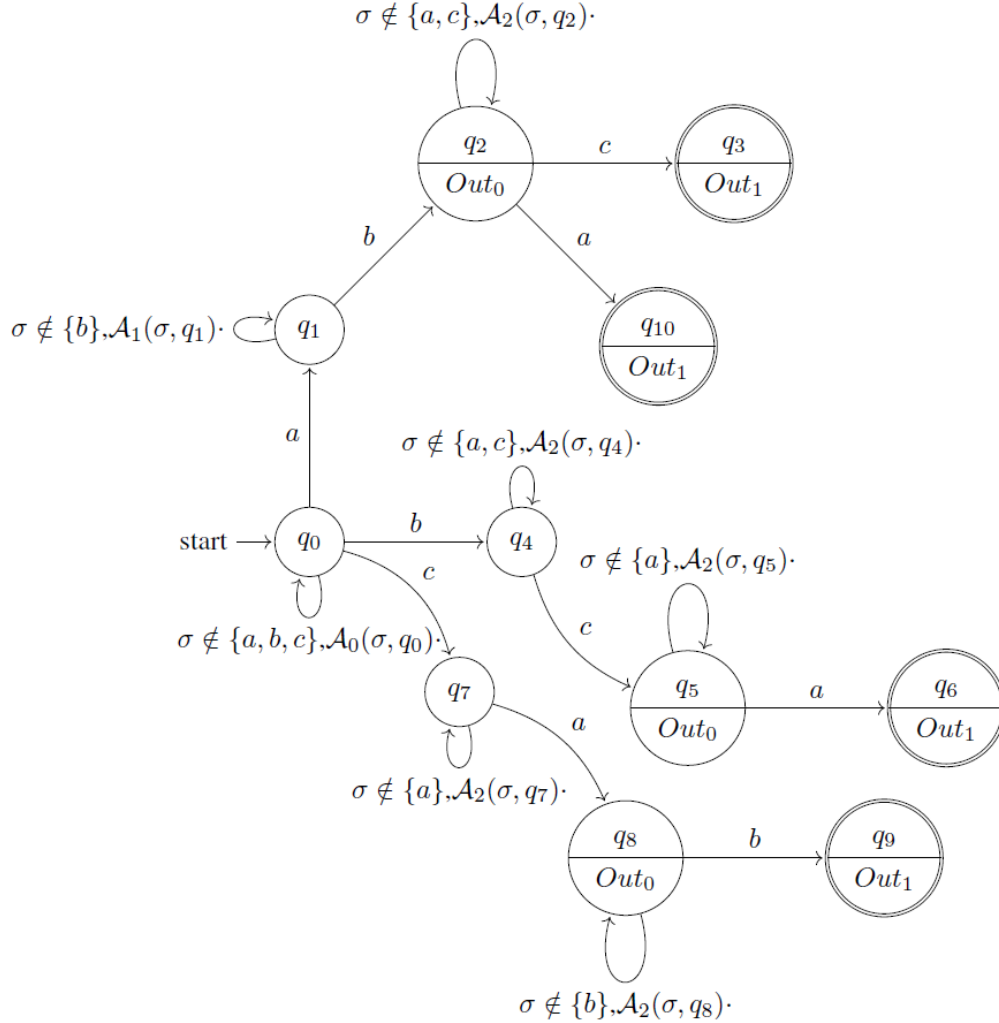 σ ∉ {a, c},𝒜₂(σ, q₂)·
q₂
Out₀
c
q₃
Out₁
b
a
σ ∉ {b},𝒜₁(σ, q₁)·
q₁
q₁₀
Out₁
a
σ ∉ {a, c},𝒜₂(σ, q₄)·
start
q₀
b
q₄
σ ∉ {a},𝒜₂(σ, q₅)·
c
c
σ ∉ {a, b, c},𝒜₀(σ, q₀)·
q₇
q₅
Out₀
a
q₆
Out₁
a
σ ∉ {a},𝒜₂(σ, q₇)·
q₈
Out₀
b
q₉
Out₁
σ ∉ {b},𝒜₂(σ, q₈)·